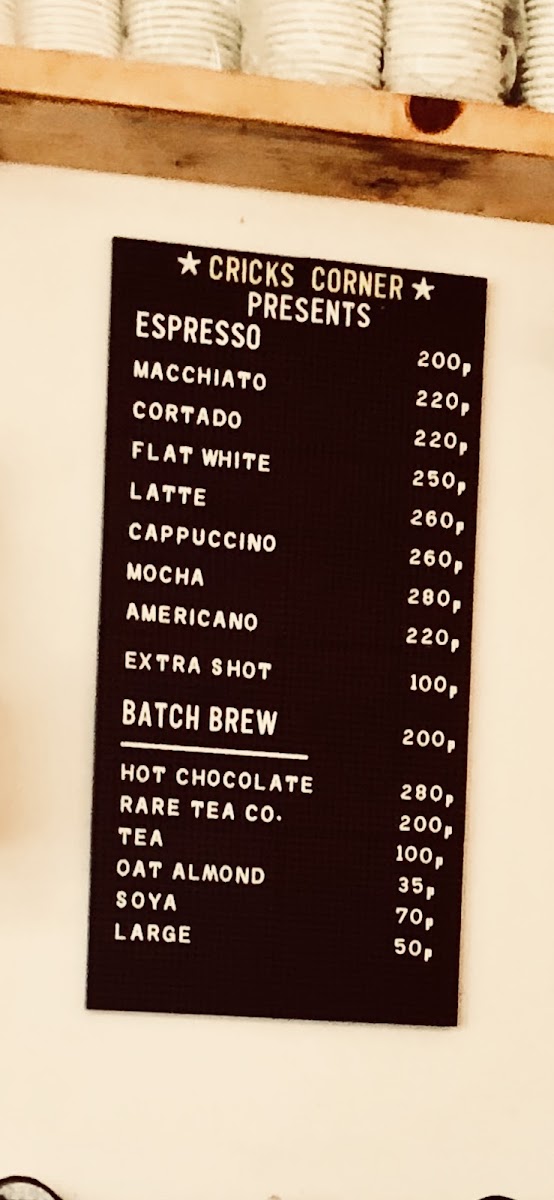 ★ CRICKS CORNER ★
PRESENTS
ESPRESSO 200p
MACCHIATO 220p
CORTADO 220p
FLAT WHITE 250p
LATTE 260p
CAPPUCCINO 260p
MOCHA 280p
AMERICANO 220p
EXTRA SHOT 100p
BATCH BREW 200p
HOT CHOCOLATE 280p
RARE TEA CO. 200p
TEA 100p
OAT ALMOND 35p
SOYA 70p
LARGE 50p